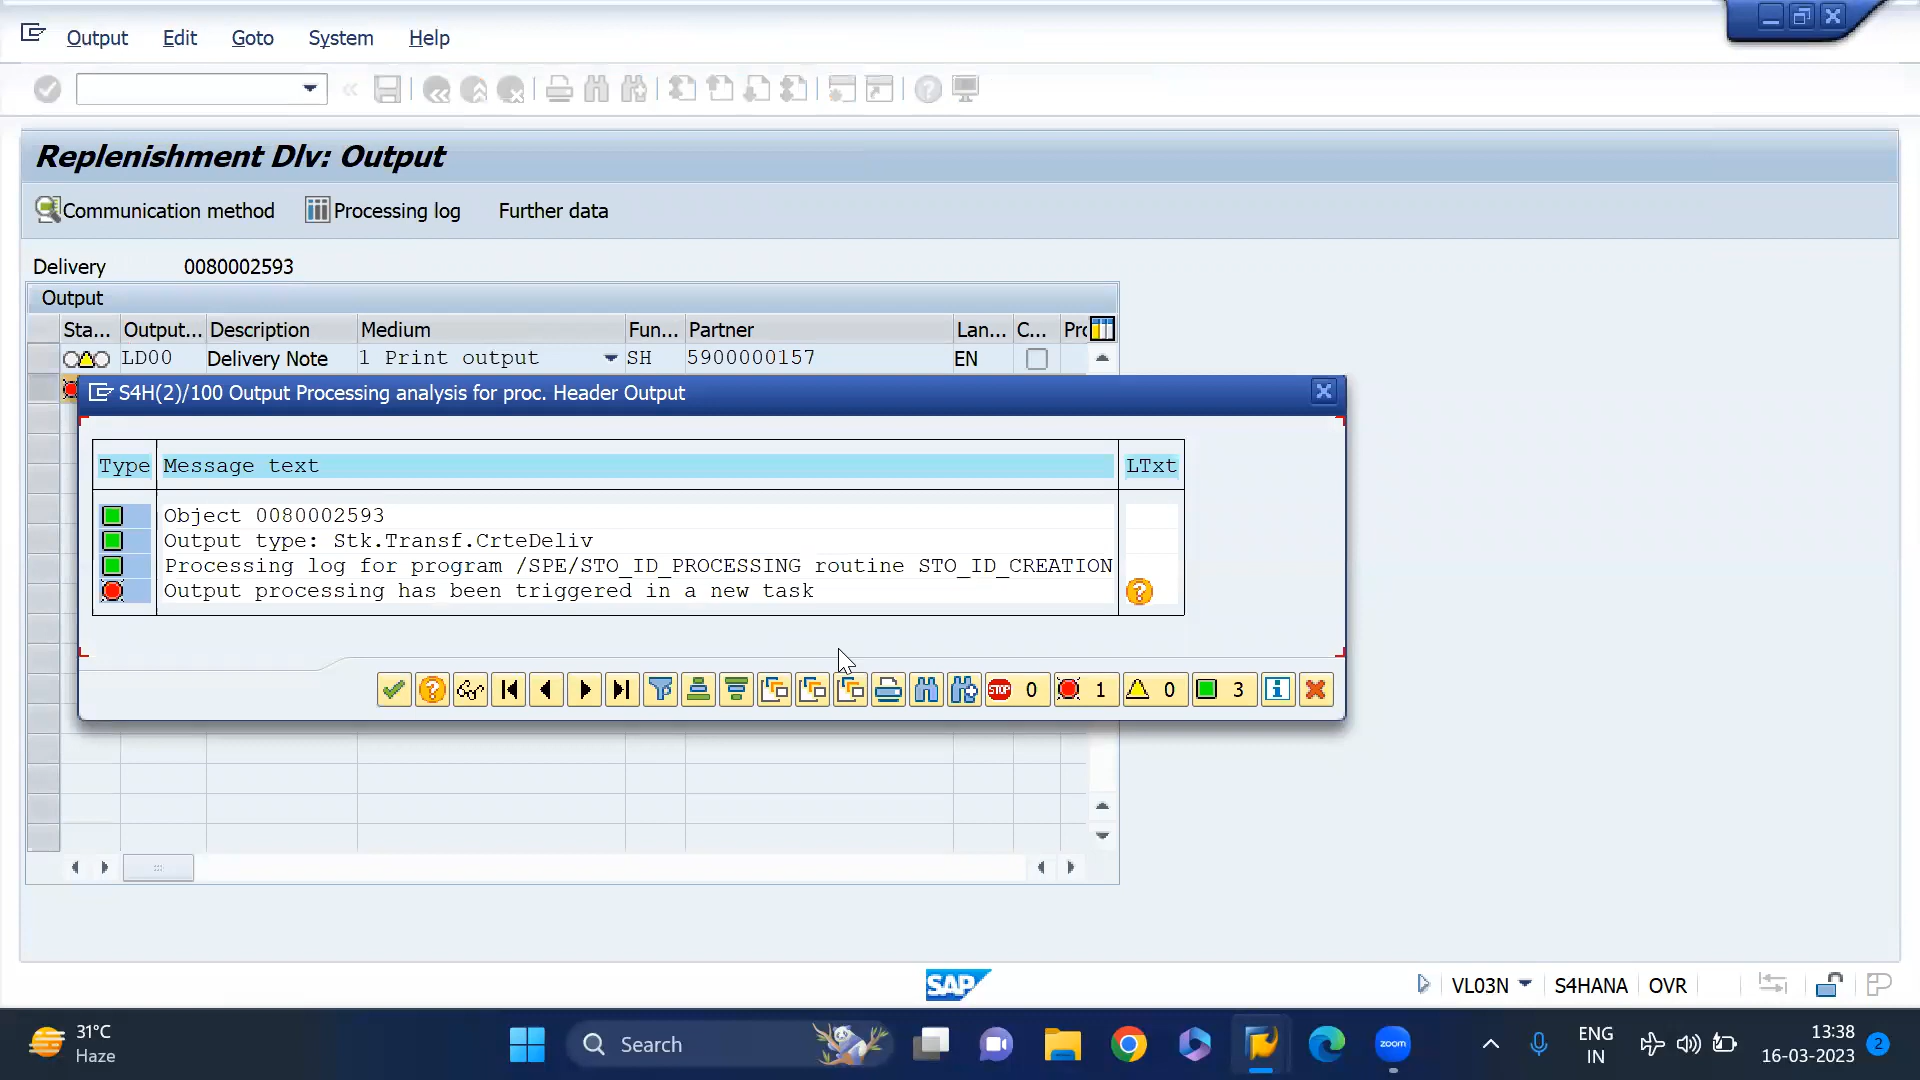 Output Edit Goto System Help
Replenishment Dlv: Output
Communication method Processing log Further data
Delivery 0080002593
Output
Sta... Output... Description Medium Fun... Partner Lan... C... Prc
LD00 Delivery Note 1 Print output SH 5900000157 EN
S4H(2)/100 Output Processing analysis for proc. Header Output
Type Message text LTxt
Object 0080002593
Output type: Stk.Transf.CrteDeliv
Processing log for program /SPE/STO_ID_PROCESSING routine STO_ID_CREATION
Output processing has been triggered in a new task
STOP 0 1 0 3
SAP VL03N S4HANA OVR
31°C
Haze
Search
zoom
ENG
IN
13:38
16-03-2023
2